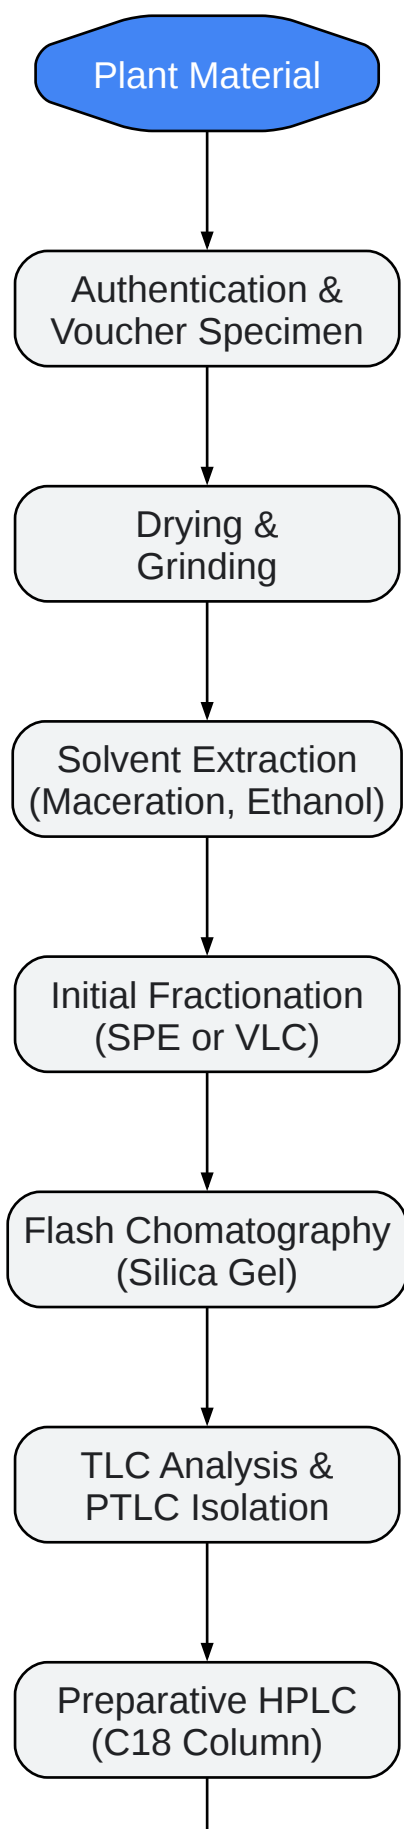 Plant Material
Authentication &
Voucher Specimen
Drying &
Grinding
Solvent Extraction
(Maceration, Ethanol)
Initial Fractionation
(SPE or VLC)
Flash Chomatography
(Silica Gel)
TLC Analysis &
PTLC Isolation
Preparative HPLC
(C18 Column)